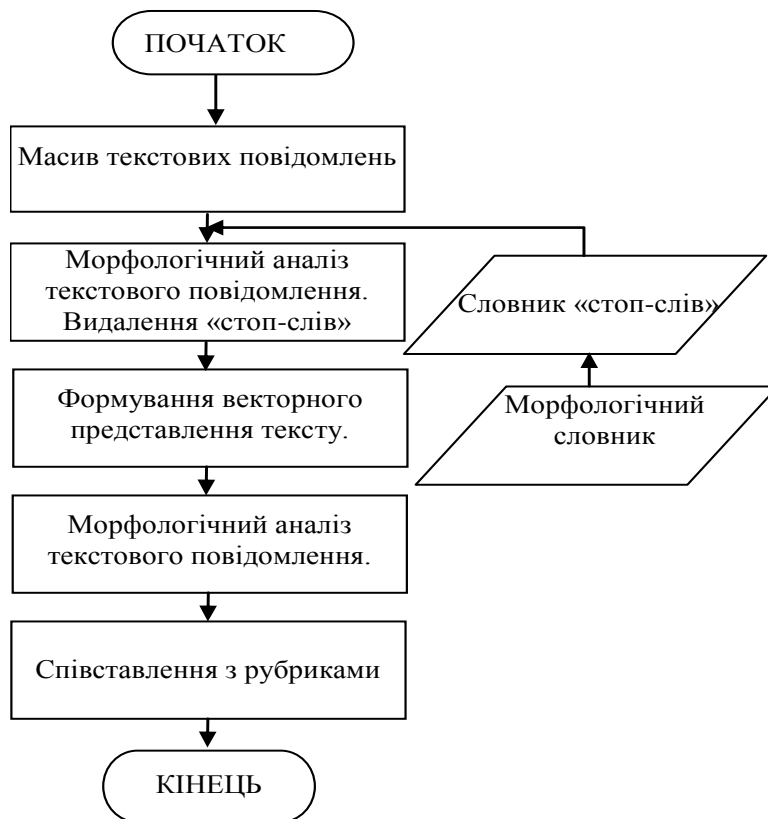 ПОЧАТОК
Масив текстових повідомлень
Морфологічний аналіз
текстового повідомлення.
Видалення «стоп-слів»
Словник «стоп-слів»
Формування векторного
представлення тексту.
Морфологічний
словник
Морфологічний аналіз
текстового повідомлення.
Співставлення з рубриками
КІНЕЦЬ